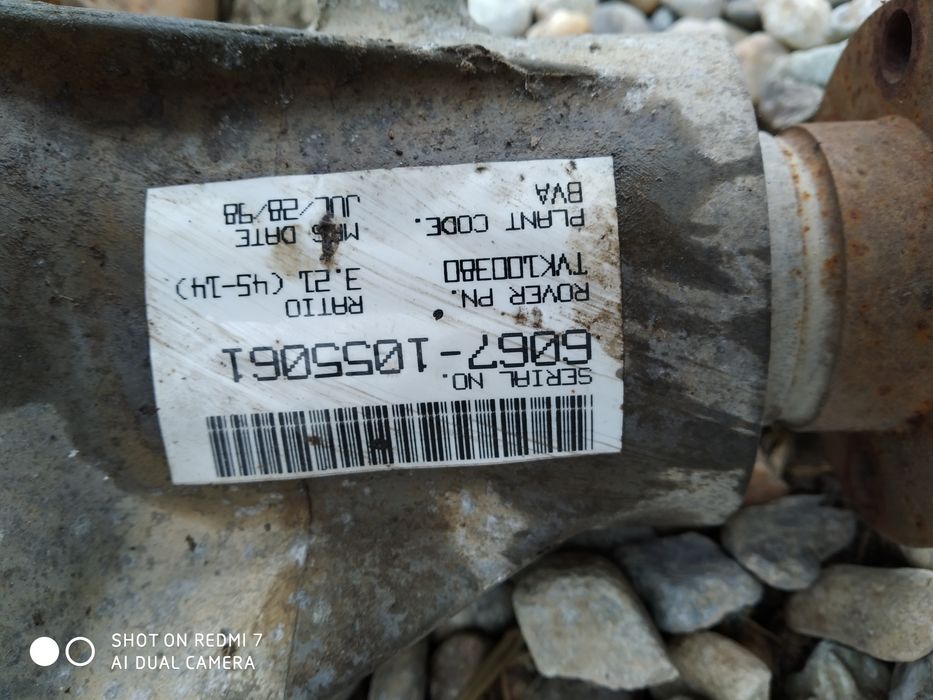 SERIAL NO.
6067-1055061
ROVER PN.
TVK100380
RATIO
3.21 (45-14)
PLANT CODE.
BVA
MFG DATE
JUL/28/98
SHOT ON REDMI 7
AI DUAL CAMERA